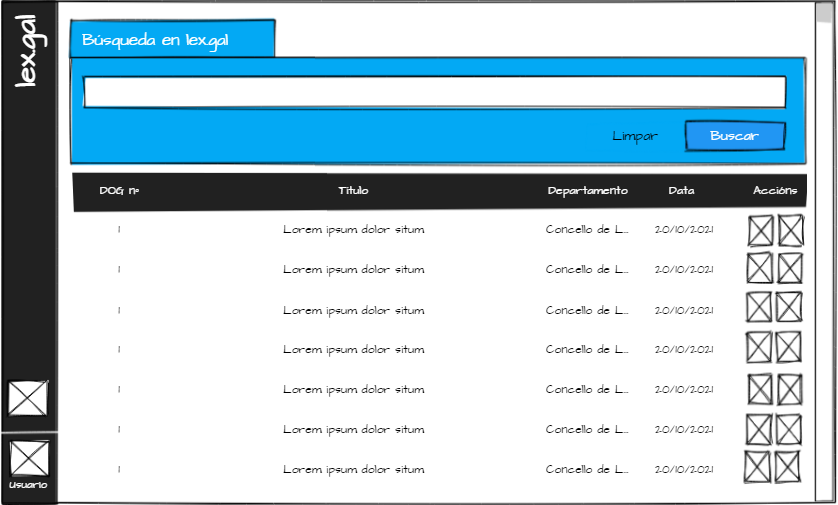 lex.gal
Búsqueda en lex.gal
Limpar
Buscar
DOG nº Título Departamento Data Accións
1 Lorem ipsum dolor situm Concello de L... 20/10/2021
1 Lorem ipsum dolor situm Concello de L... 20/10/2021
1 Lorem ipsum dolor situm Concello de L... 20/10/2021
1 Lorem ipsum dolor situm Concello de L... 20/10/2021
1 Lorem ipsum dolor situm Concello de L... 20/10/2021
1 Lorem ipsum dolor situm Concello de L... 20/10/2021
1 Lorem ipsum dolor situm Concello de L... 20/10/2021
Usuario